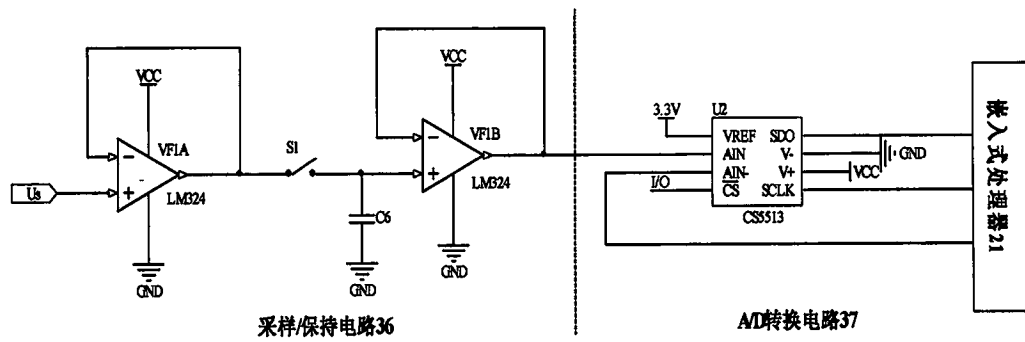 Us
VCC
VF1A
LM324
GND
S1
C6
GND
VCC
VF1B
LM324
GND
采样/保持电路36
3.3V
U2
VREF SDO
AIN V-
AIN- V+
CS SCLK
I/O
CS5513
GND
VCC
A/D转换电路37
嵌入式处理器21